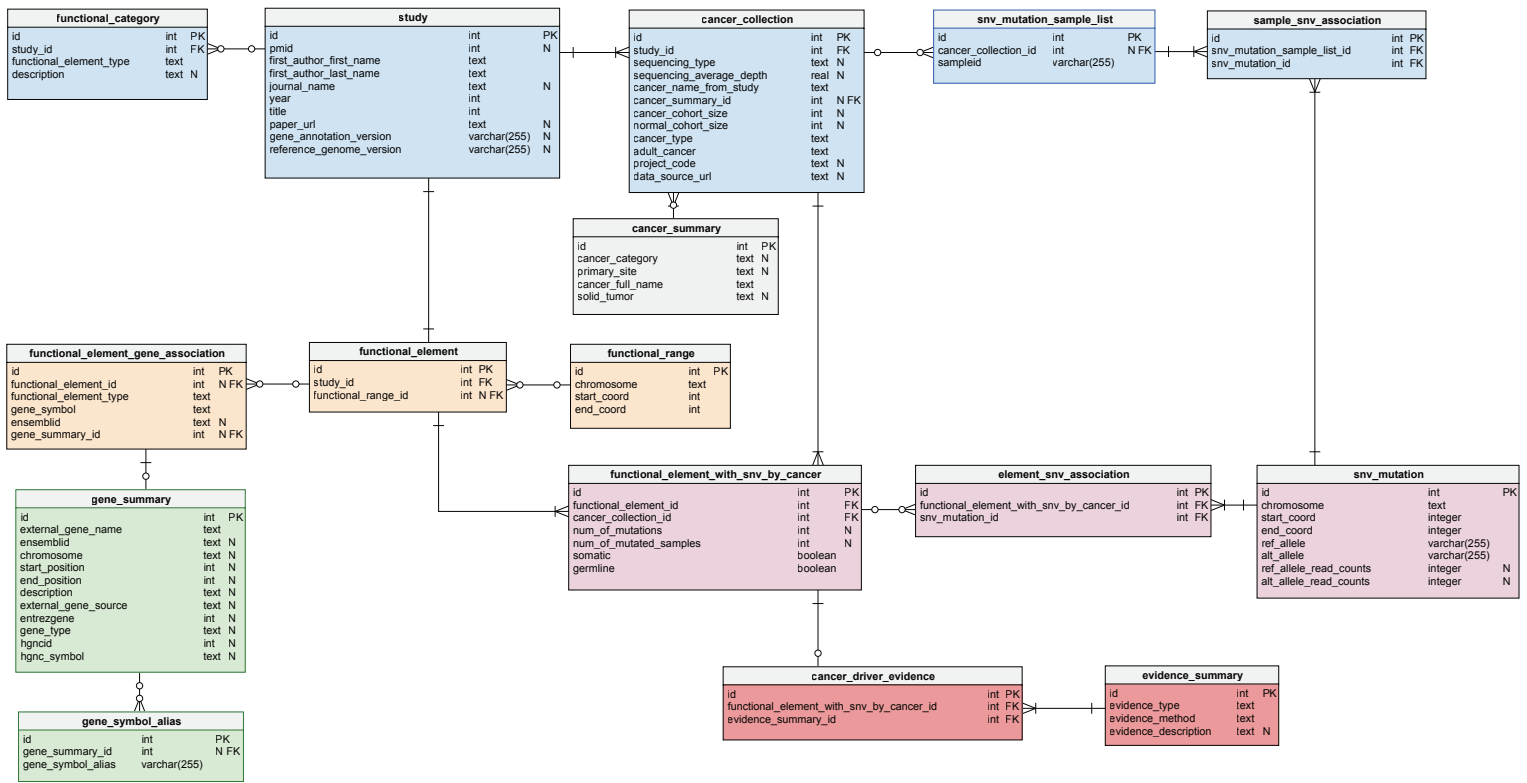 functional_category
id int PK
study_id int FK
functional_element_type text
description text N
study
id int PK
pmid int N
first_author_first_name text
first_author_last_name text
journal_name text N
year int
title int
paper_url text N
gene_annotation_version varchar(255) N
reference_genome_version varchar(255) N
cancer_collection
id int PK
study_id int FK
sequencing_type text N
sequencing_average_depth real N
cancer_name_from_study text
cancer_summary_id int N FK
cancer_cohort_size int N
normal_cohort_size int N
cancer_type text
adult_cancer text
project_code text N
data_source_url text N
snv_mutation_sample_list
id int PK
cancer_collection_id int N FK
sampleid varchar(255)
sample_snv_association
id int PK
snv_mutation_sample_list_id int FK
snv_mutation_id int FK
cancer_summary
id int PK
cancer_category text N
primary_site text N
cancer_full_name text
solid_tumor text N
functional_element_gene_association
id int PK
functional_element_id int N FK
functional_element_type text
gene_symbol text
ensemblid text N
gene_summary_id int N FK
functional_element
id int PK
study_id int FK
functional_range_id int N FK
functional_range
id int PK
chromosome text
start_coord int
end_coord int
functional_element_with_snv_by_cancer
id int PK
functional_element_id int FK
cancer_collection_id int FK
num_of_mutations int N
num_of_mutated_samples int N
somatic boolean
germline boolean
element_snv_association
id int PK
functional_element_with_snv_by_cancer_id int FK
snv_mutation_id int FK
snv_mutation
id int PK
chromosome text
start_coord integer
end_coord integer
ref_allele varchar(255)
alt_allele varchar(255)
ref_allele_read_counts integer N
alt_allele_read_counts integer N
gene_summary
id int PK
external_gene_name text
ensemblid text N
chromosome text N
start_position int N
end_position int N
description text N
external_gene_source text N
entrezgene int N
gene_type text N
hgncid int N
hgnc_symbol text N
cancer_driver_evidence
id int PK
functional_element_with_snv_by_cancer_id int FK
evidence_summary_id int FK
evidence_summary
id int PK
evidence_type text
evidence_method text
evidence_description text N
gene_symbol_alias
id int PK
gene_summary_id int N FK
gene_symbol_alias varchar(255)